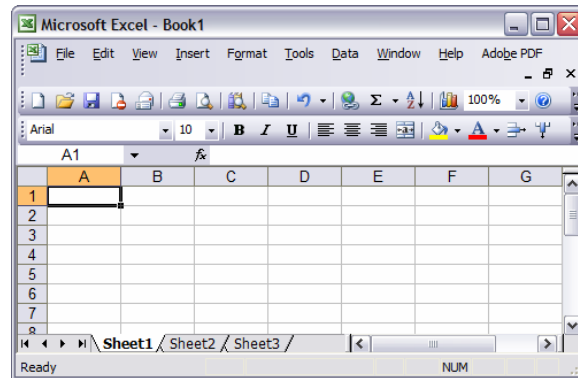 Microsoft Excel - Book1
File Edit View Insert Format Tools Data Window Help Adobe PDF
Σ 100%
Arial 10 B I U A
A1 fx
A B C D E F G
1
2
3
4
5
6
7
8
Sheet1 Sheet2 Sheet3
Ready NUM